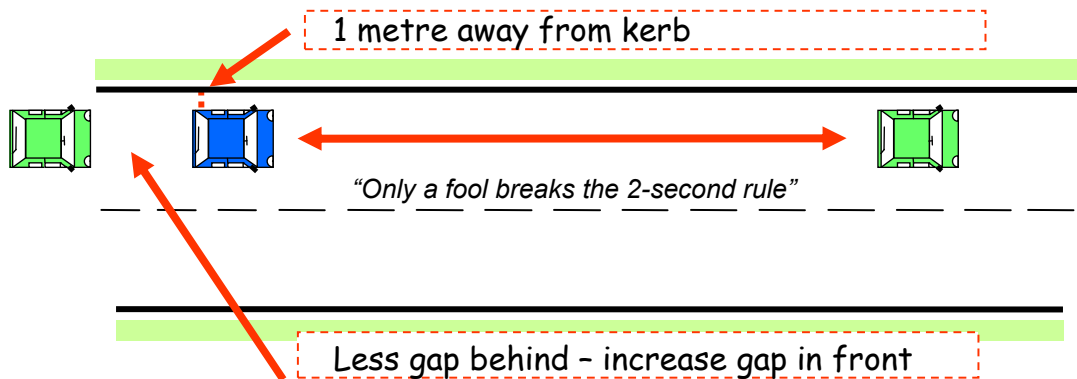 1 metre away from kerb
“Only a fool breaks the 2-second rule”
Less gap behind – increase gap in front